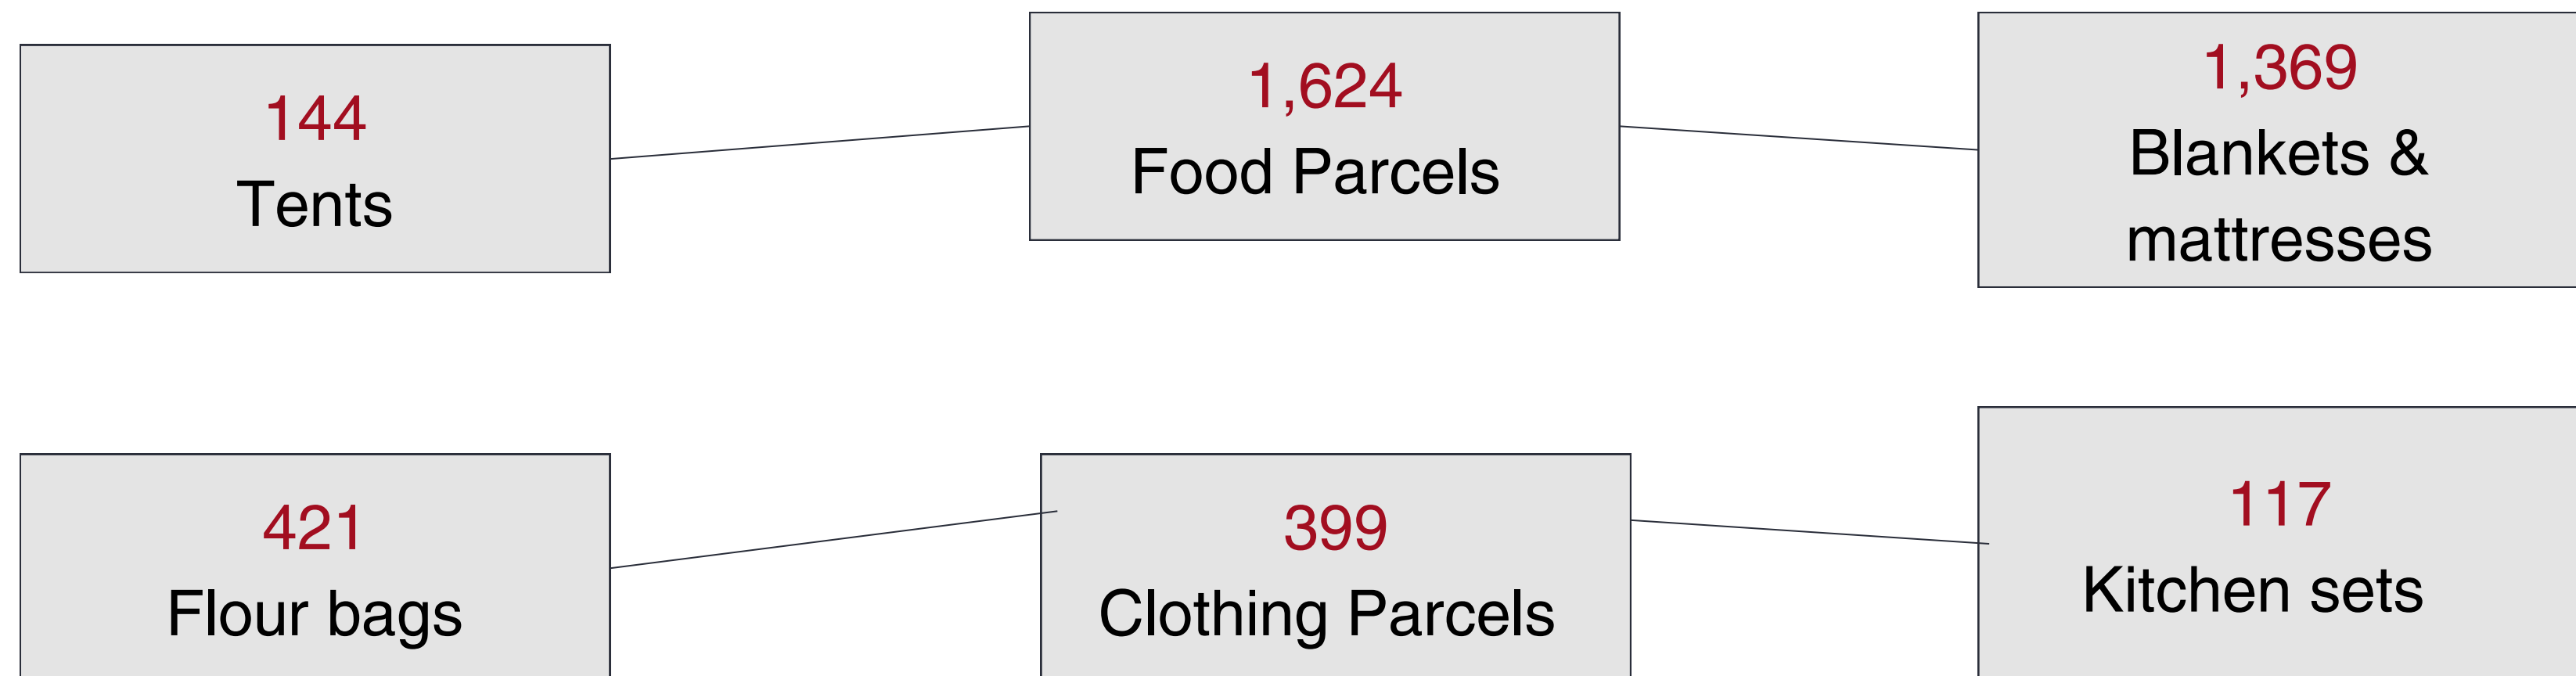 144
Tents
1,624
Food Parcels
1,369
Blankets &
mattresses
421
Flour bags
399
Clothing Parcels
117
Kitchen sets